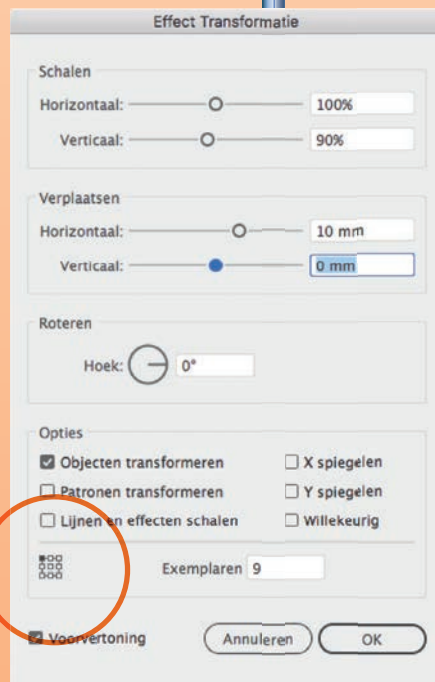 Effect Transformatie
Schalen
Horizontaal: 100%
Verticaal: 90%
Verplaatsen
Horizontaal: 10 mm
Verticaal: 0 mm
Roteren
Hoek: 0°
Opties
Objecten transformeren X spiegelen
Patronen transformeren Y spiegelen
Lijnen en effecten schalen Willekeurig
Exemplaren 9
Voorvertoning Annuleren OK